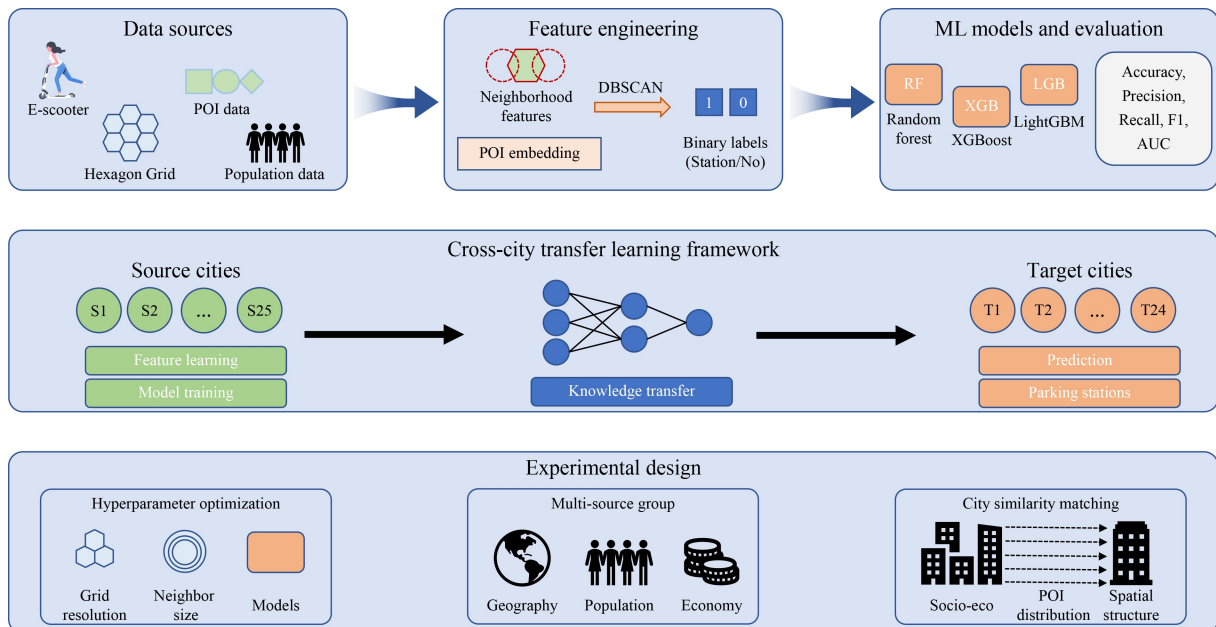 Data sources
E-scooter
POI data
Hexagon Grid
Population data
Feature engineering
Neighborhood
features
DBSCAN
POI embedding
1 0
Binary labels
(Station/No)
ML models and evaluation
RF
Random
forest
XGB
XGBoost
LGB
LightGBM
Accuracy,
Precision,
Recall, F1,
AUC
Cross-city transfer learning framework
Source cities
S1 S2 ... S25
Feature learning
Model training
Knowledge transfer
Target cities
T1 T2 ... T24
Prediction
Parking stations
Experimental design
Hyperparameter optimization
Grid
resolution
Neighbor
size
Models
Multi-source group
Geography
Population
Economy
City similarity matching
Socio-eco
POI
distribution
Spatial
structure